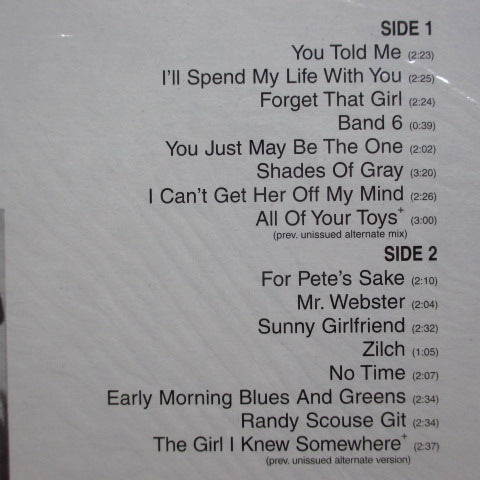 SIDE 1
You Told Me (2:23)
I'll Spend My Life With You (2:25)
Forget That Girl (2:24)
Band 6 (0:39)
You Just May Be The One (2:02)
Shades Of Gray (3:20)
I Can't Get Her Off My Mind (2:26)
All Of Your Toys+ (3:00)
(prev. unissued alternate mix)
SIDE 2
For Pete's Sake (2:10)
Mr. Webster (2:04)
Sunny Girlfriend (2:32)
Zilch (1:05)
No Time (2:07)
Early Morning Blues And Greens (2:34)
Randy Scouse Git (2:34)
The Girl I Knew Somewhere+ (2:37)
(prev. unissued alternate version)